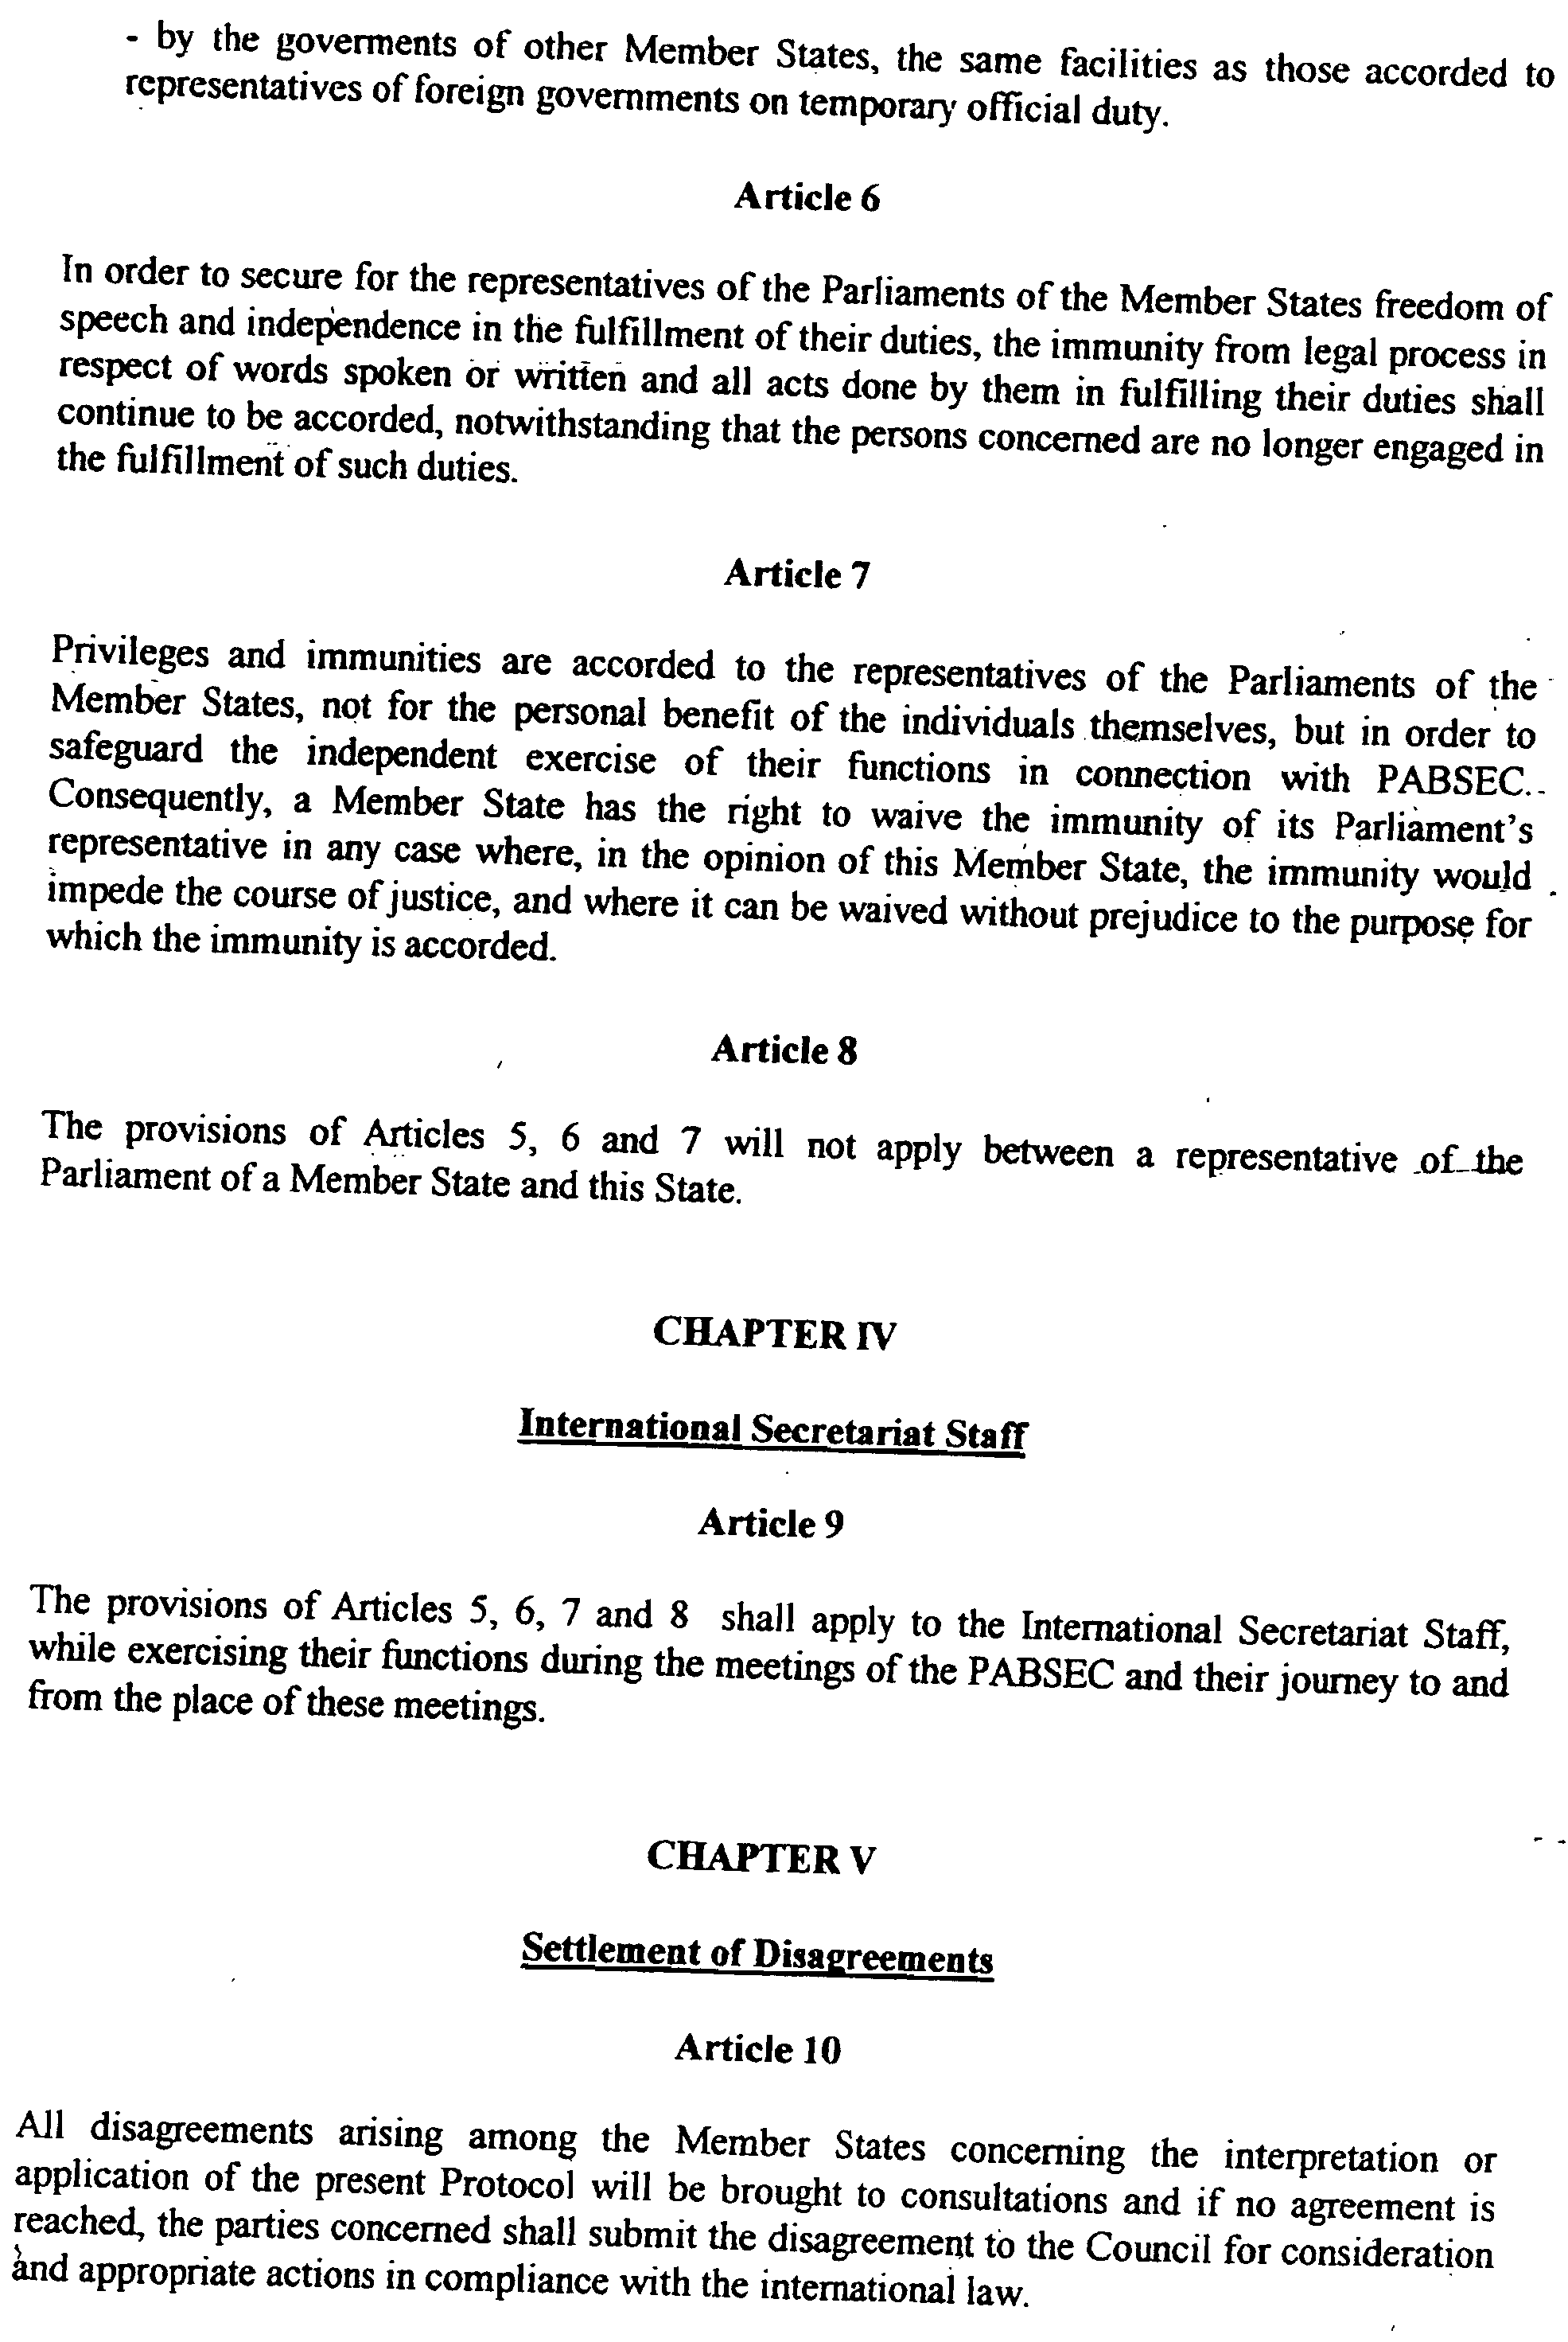 - by the goverments of other Member States, the same facilities as those accorded to
representatives of foreign governments on temporary official duty.
Article 6
In order to secure for the representatives of the Parliaments of the Member States freedom of
speech and independence in the fulfillment of their duties, the immunity from legal process in
respect of words spoken or written and all acts done by them in fulfilling their duties shall
continue to be accorded, notwithstanding that the persons concerned are no longer engaged in
the fulfillment of such duties.
Article 7
Privileges and immunities are accorded to the representatives of the Parliaments of the
Member States, not for the personal benefit of the individuals themselves, but in order to
safeguard the independent exercise of their functions in connection with PABSEC.
Consequently, a Member State has the right to waive the immunity of its Parliament's
representative in any case where, in the opinion of this Member State, the immunity would
impede the course of justice, and where it can be waived without prejudice to the purpose for
which the immunity is accorded.
Article 8
The provisions of Articles 5, 6 and 7 will not apply between a representative of the
Parliament of a Member State and this State.
CHAPTER IV
International Secretariat Staff
Article 9
The provisions of Articles 5, 6, 7 and 8 shall apply to the International Secretariat Staff,
while exercising their functions during the meetings of the PABSEC and their journey to and
from the place of these meetings.
CHAPTER V
Settlement of Disagreements
Article 10
All disagreements arising among the Member States concerning the interpretation or
application of the present Protocol will be brought to consultations and if no agreement is
reached, the parties concerned shall submit the disagreement to the Council for consideration
and appropriate actions in compliance with the international law.